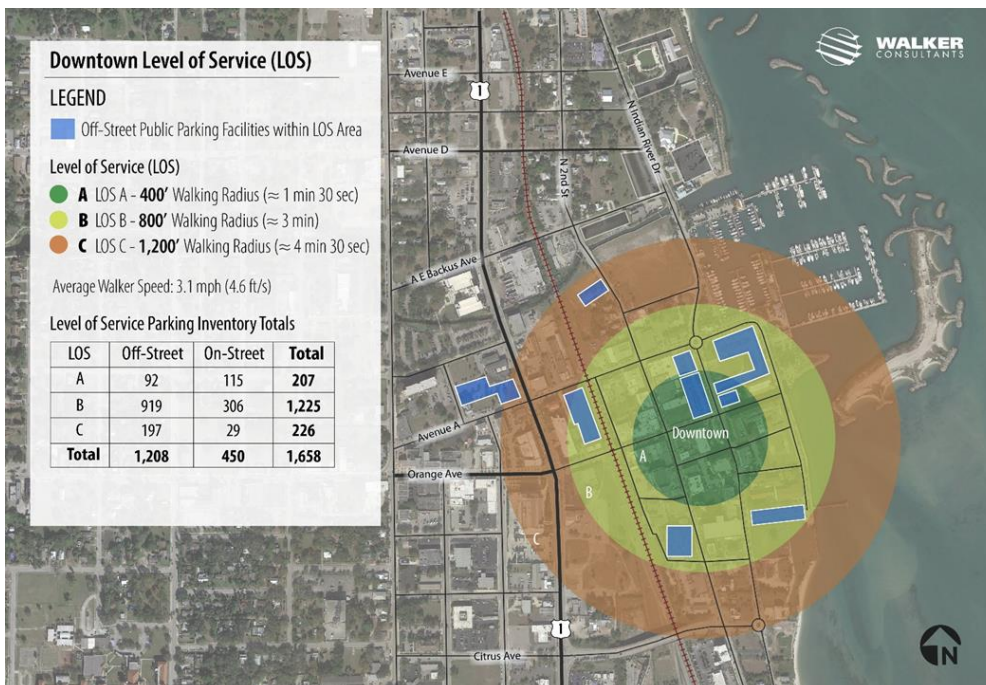 Downtown Level of Service (LOS)
LEGEND
Off-Street Public Parking Facilities within LOS Area
Level of Service (LOS)
A LOS A - 400' Walking Radius (≈ 1 min 30 sec)
B LOS B - 800' Walking Radius (≈ 3 min)
C LOS C - 1,200' Walking Radius (≈ 4 min 30 sec)
Average Walker Speed: 3.1 mph (4.6 ft/s)
Level of Service Parking Inventory Totals
LOS Off-Street On-Street Total
A 92 115 207
B 919 306 1,225
C 197 29 226
Total 1,208 450 1,658
WALKER
CONSULTANTS
Avenue E
1
Avenue D
N Indian River Dr
N 2nd St
A E Backus Ave
Avenue A
Downtown
A
Orange Ave
B
C
1
Citrus Ave
N